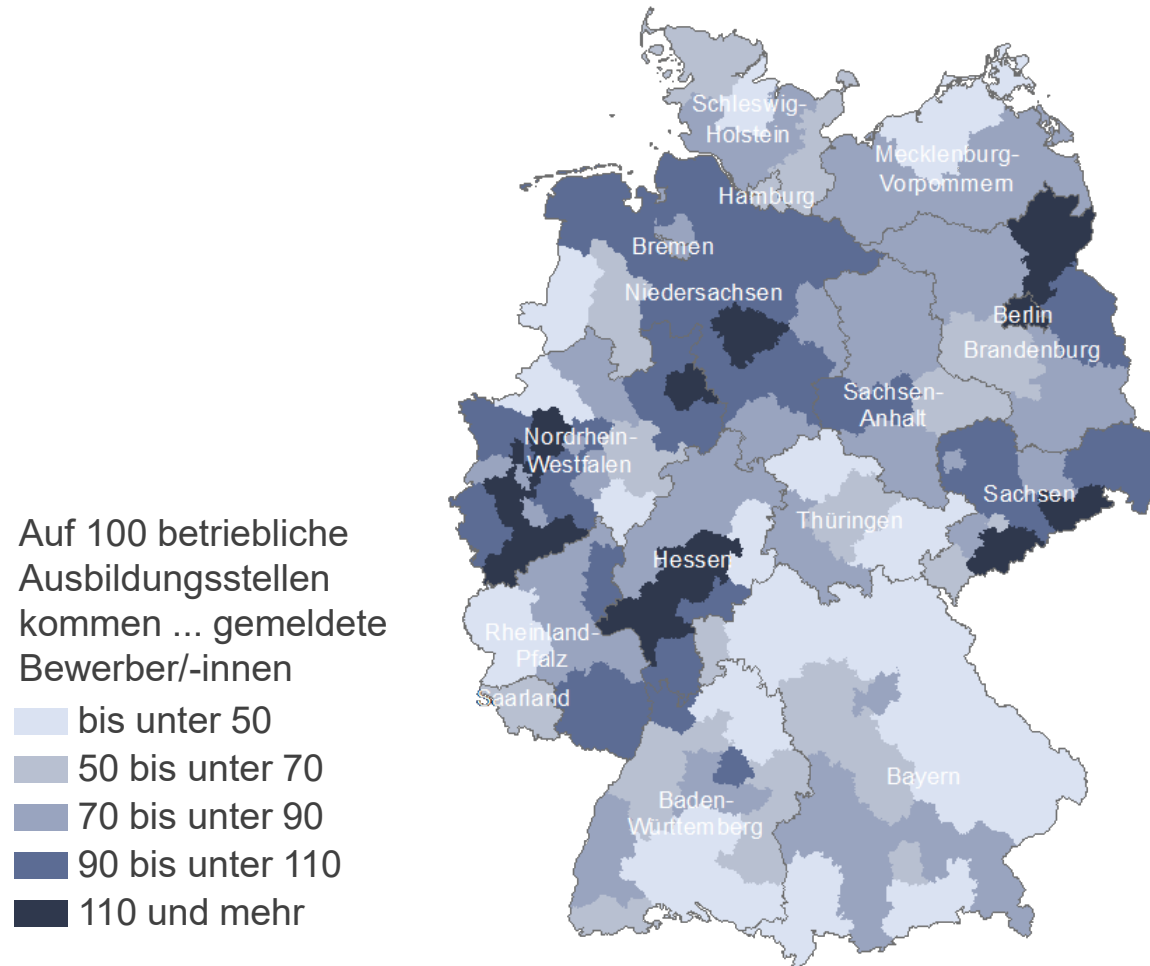 Schleswig-
Holstein
Mecklenburg-
Vorpommern
Hamburg
Bremen
Niedersachsen
Berlin
Brandenburg
Sachsen-
Anhalt
Nordrhein-
Westfalen
Sachsen
Thüringen
Hessen
Rheinland-
Pfalz
Saarland
Bayern
Baden-
Württemberg
Auf 100 betriebliche
Ausbildungsstellen
kommen ... gemeldete
Bewerber/-innen
bis unter 50
50 bis unter 70
70 bis unter 90
90 bis unter 110
110 und mehr